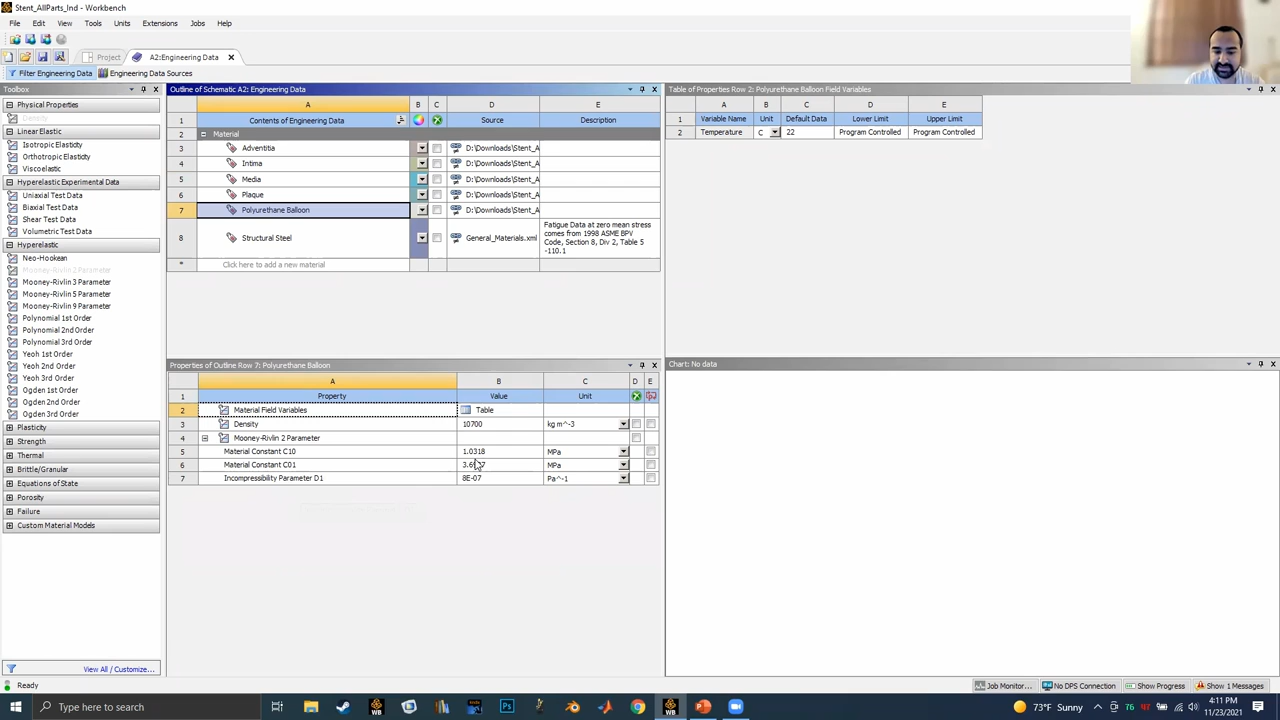 Stent_AllParts_Ind - Workbench
File Edit View Tools Units Extensions Jobs Help
Project A2:Engineering Data
Filter Engineering Data Engineering Data Sources
Toolbox
Physical Properties
Density
Linear Elastic
Isotropic Elasticity
Orthotropic Elasticity
Viscoelastic
Hyperelastic Experimental Data
Uniaxial Test Data
Biaxial Test Data
Shear Test Data
Volumetric Test Data
Hyperelastic
Neo-Hookean
Mooney-Rivlin 2 Parameter
Mooney-Rivlin 3 Parameter
Mooney-Rivlin 5 Parameter
Mooney-Rivlin 9 Parameter
Polynomial 1st Order
Polynomial 2nd Order
Polynomial 3rd Order
Yeoh 1st Order
Yeoh 2nd Order
Yeoh 3rd Order
Ogden 1st Order
Ogden 2nd Order
Ogden 3rd Order
Plasticity
Strength
Thermal
Brittle/Granular
Equations of State
Porosity
Failure
Custom Material Models
View All / Customize...
Outline of Schematic A2: Engineering Data
A B C D E
1 Contents of Engineering Data Source Description
2 Material
3 Adventitia D:\Downloads\Stent_A
4 Intima D:\Downloads\Stent_A
5 Media D:\Downloads\Stent_A
6 Plaque D:\Downloads\Stent_A
7 Polyurethane Balloon D:\Downloads\Stent_A
8 Structural Steel General_Materials.xml
Fatigue Data at zero mean stress
comes from 1998 ASME BPV
Code, Section 8, Div 2, Table 5
-110.1
* Click here to add a new material
Properties of Outline Row 7: Polyurethane Balloon
A B C D E
1 Property Value Unit
2 Material Field Variables Table
3 Density 10700 kg m^-3
4 Mooney-Rivlin 2 Parameter
5 Material Constant C10 1.0318 MPa
6 Material Constant C01 MPa
7 Incompressibility Parameter D1 8E-07 Pa^-1
Table of Properties Row 2: Polyurethane Balloon Field Variables
A B C D E
1 Variable Name Unit Default Data Lower Limit Upper Limit
2 Temperature C 22 Program Controlled Program Controlled
Chart: No data
Ready
Job Monitor... No DPS Connection Show Progress Show 1 Messages
Type here to search
73°F Sunny
4:11 PM
11/23/2021